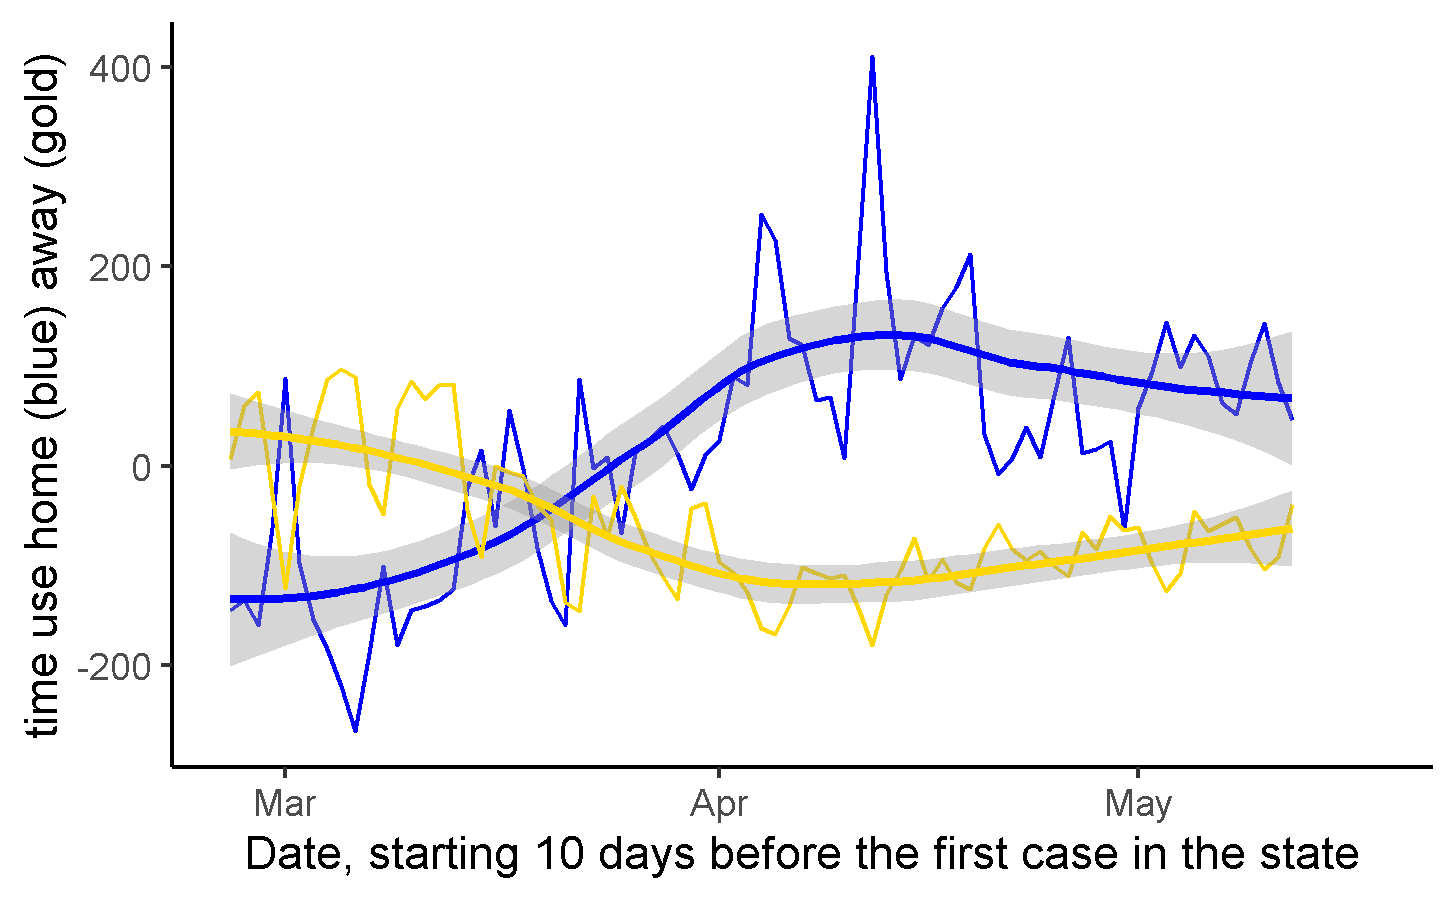 time use home (blue) away (gold)
400
200
0
-200
Mar Apr May
Date, starting 10 days before the first case in the state